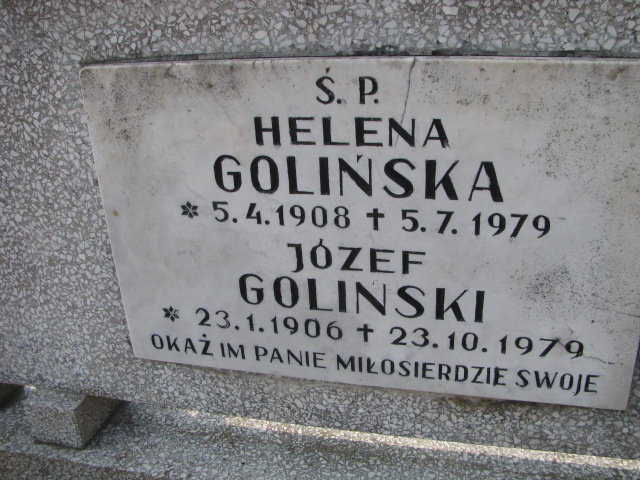 Ś. P.
HELENA
GOLIŃSKA
* 5.4.1908 † 5.7.1979
JÓZEF
GOLINSKI
* 23.1.1906 † 23.10.1979
OKAŻ IM PANIE MIŁOSIERDZIE SWOJE